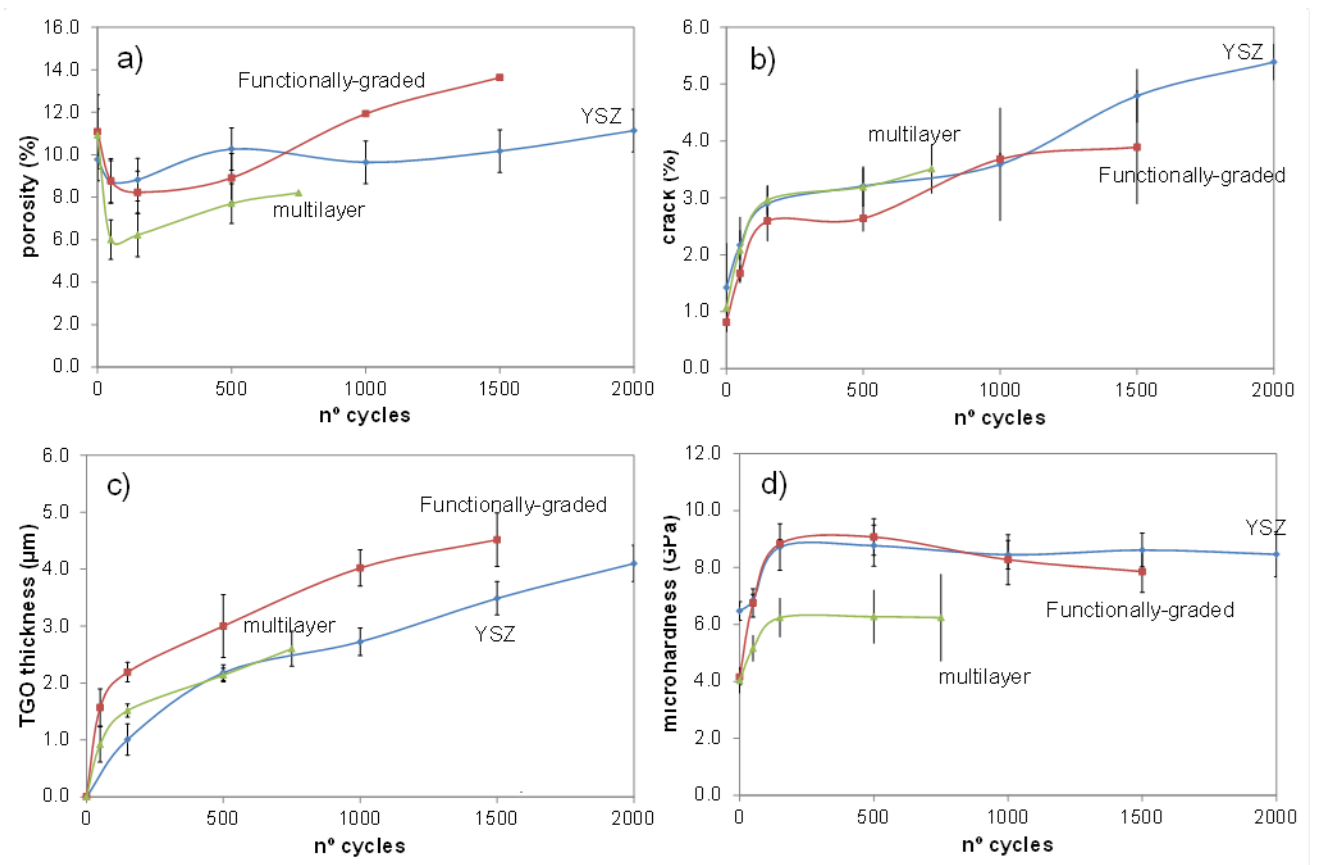 16.0
14.0
12.0
10.0
8.0
6.0
4.0
2.0
0.0
porosity (%)
a)
Functionally-graded
YSZ
multilayer
0 500 1000 1500 2000
nº cycles
6.0
5.0
4.0
3.0
2.0
1.0
0.0
crack (%)
b)
YSZ
multilayer
Functionally-graded
0 500 1000 1500 2000
nº cycles
6.0
5.0
4.0
3.0
2.0
1.0
0.0
TGO thickness (µm)
c)
Functionally-graded
multilayer
YSZ
0 500 1000 1500 2000
nº cycles
12.0
10.0
8.0
6.0
4.0
2.0
0.0
microhardness (GPa)
d)
YSZ
Functionally-graded
multilayer
0 500 1000 1500 2000
nº cycles